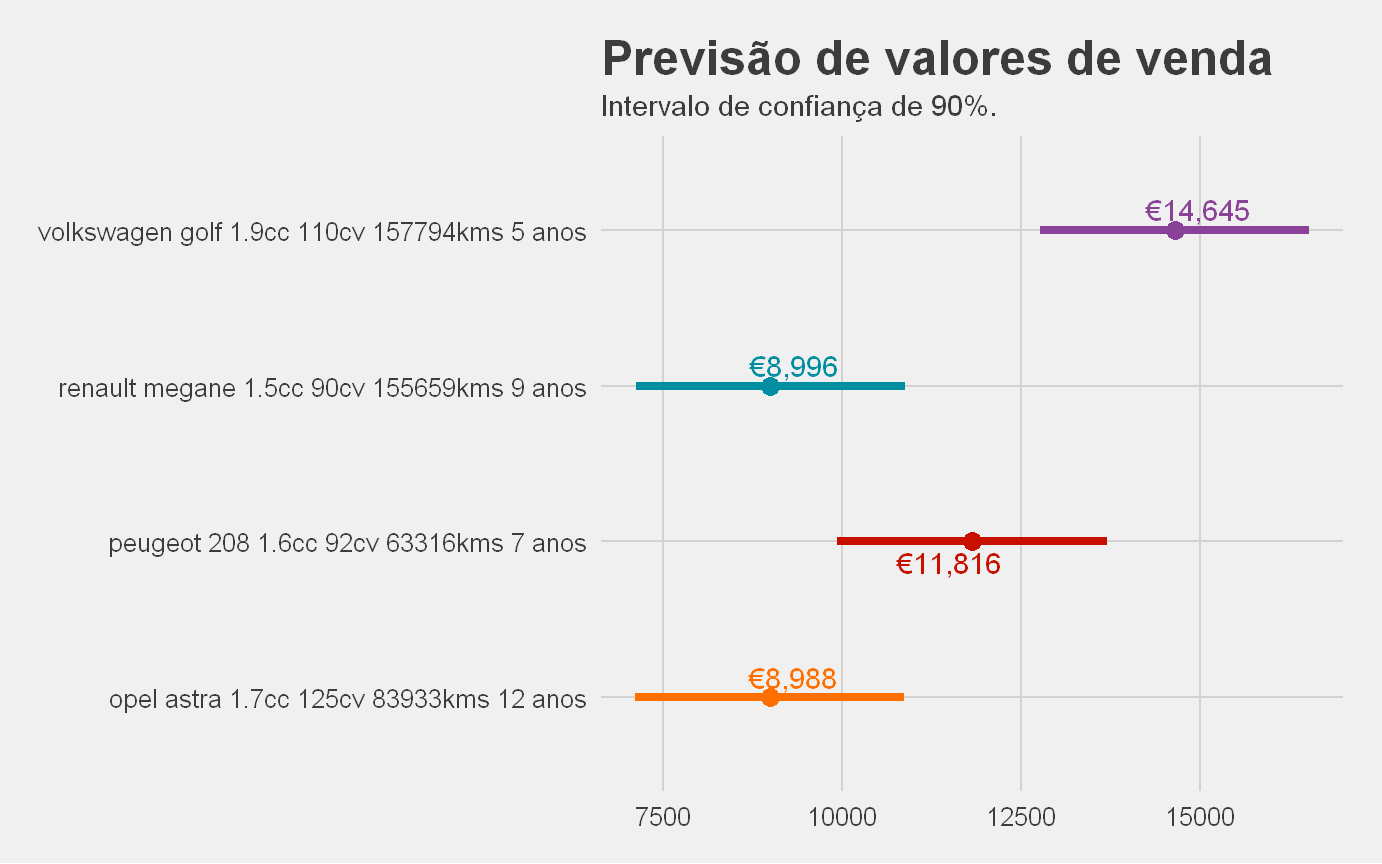 Previsão de valores de venda
Intervalo de confiança de 90%.
€14,645
volkswagen golf 1.9cc 110cv 157794kms 5 anos
€8,996
renault megane 1.5cc 90cv 155659kms 9 anos
peugeot 208 1.6cc 92cv 63316kms 7 anos
€11,816
€8,988
opel astra 1.7cc 125cv 83933kms 12 anos
7500 10000 12500 15000